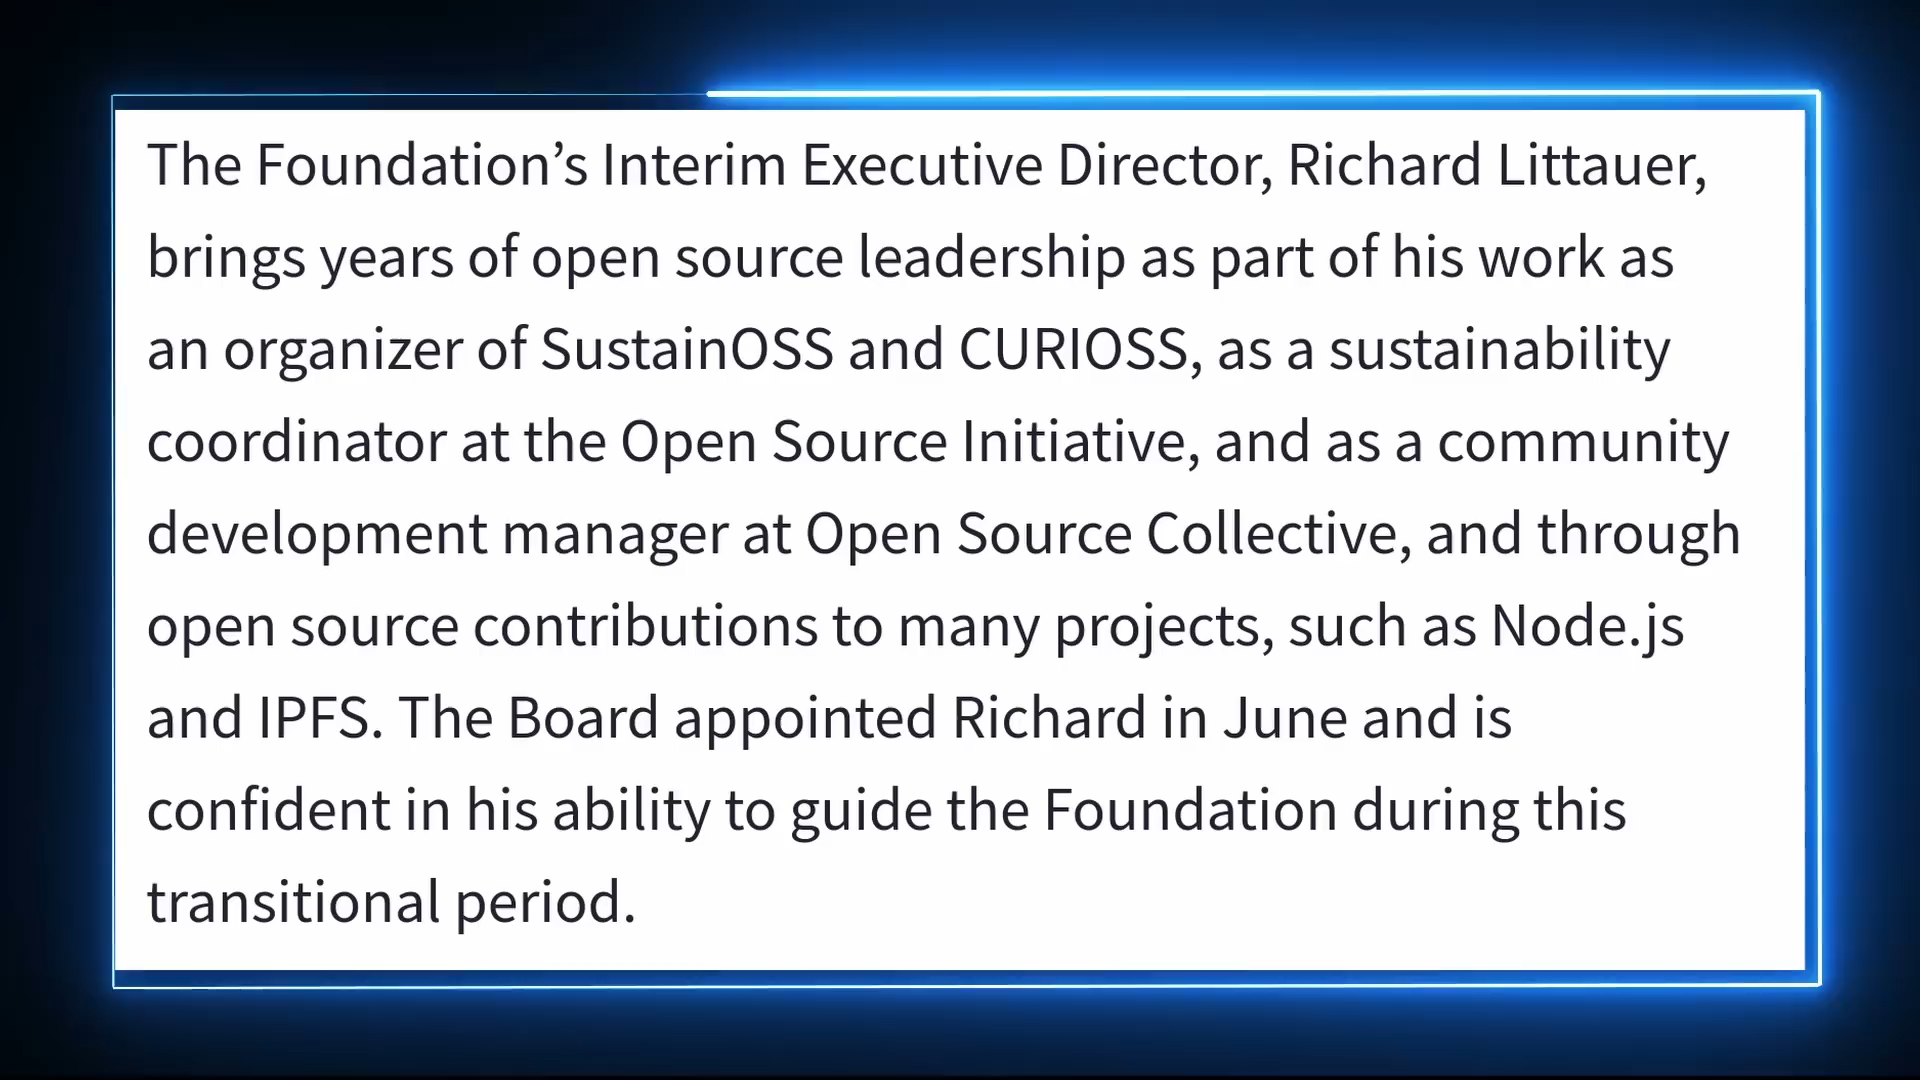 The Foundation’s Interim Executive Director, Richard Littauer,
brings years of open source leadership as part of his work as
an organizer of SustainOSS and CURIOSS, as a sustainability
coordinator at the Open Source Initiative, and as a community
development manager at Open Source Collective, and through
open source contributions to many projects, such as Node.js
and IPFS. The Board appointed Richard in June and is
confident in his ability to guide the Foundation during this
transitional period.